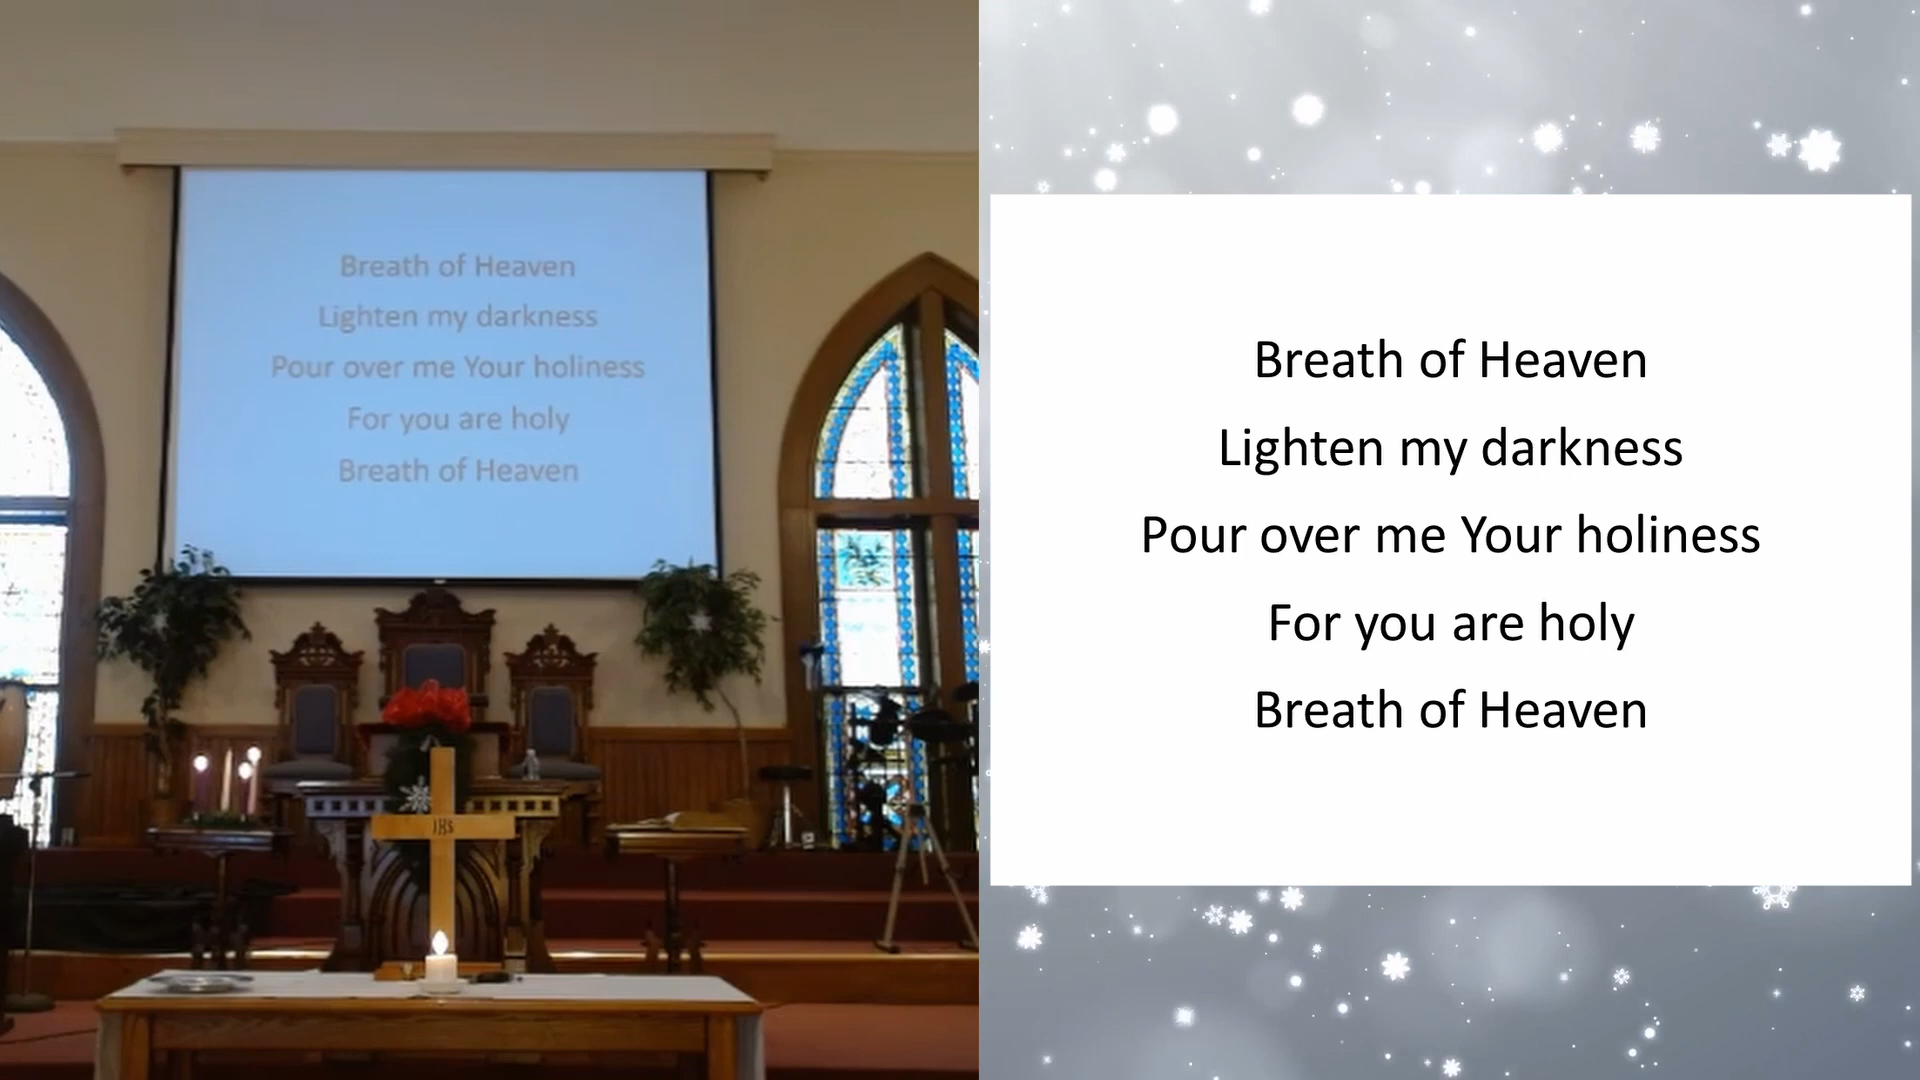 Breath of Heaven
Lighten my darkness
Pour over me Your holiness
For you are holy
Breath of Heaven
IHS
Breath of Heaven
Lighten my darkness
Pour over me Your holiness
For you are holy
Breath of Heaven